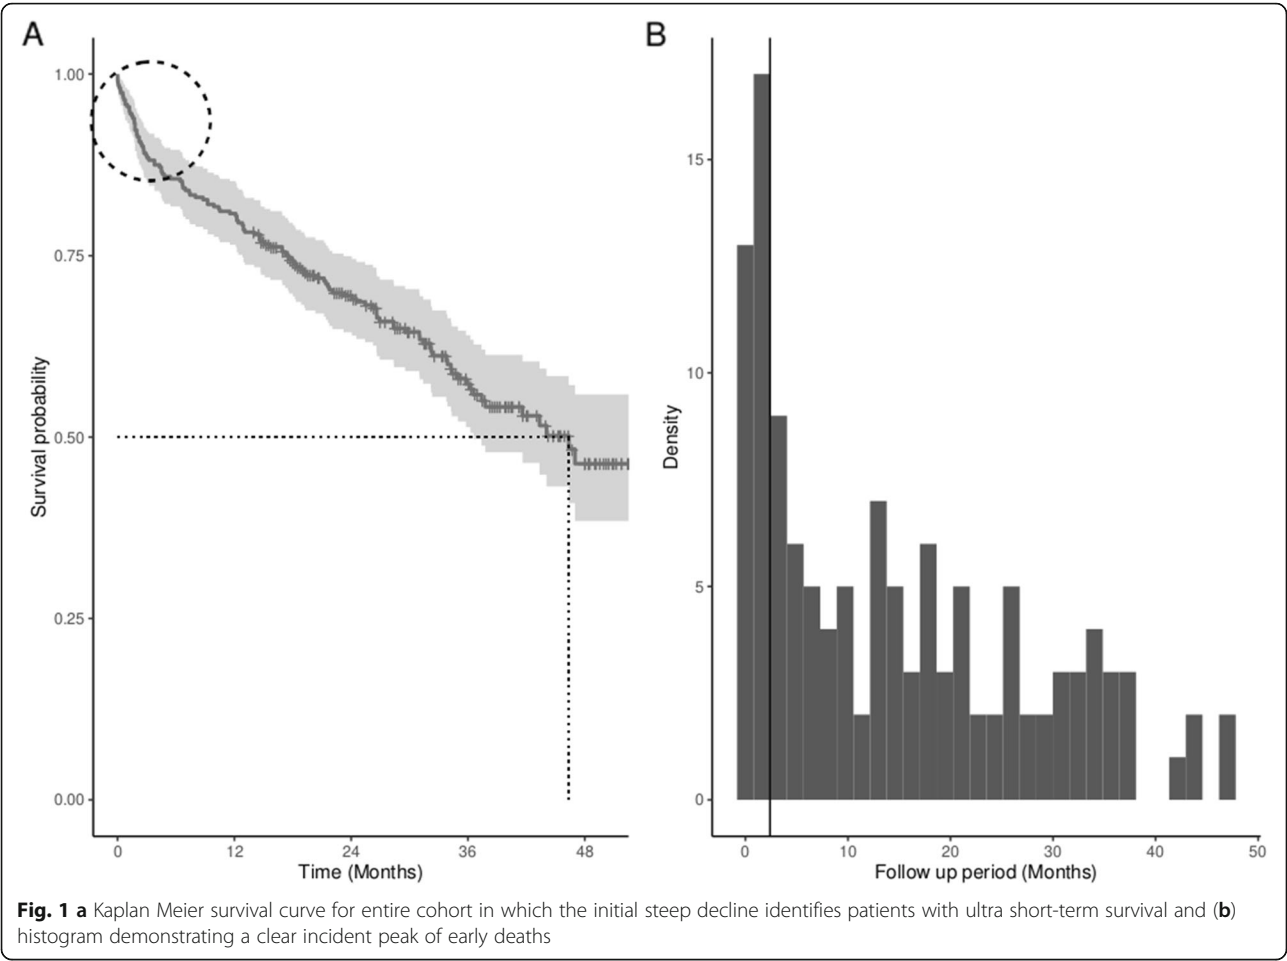 A
B
1.00
0.75
0.50
0.25
0.00
Survival probability
0 12 24 36 48
Time (Months)
15
10
5
0
Density
0 10 20 30 40 50
Follow up period (Months)
Fig. 1 a Kaplan Meier survival curve for entire cohort in which the initial steep decline identifies patients with ultra short-term survival and (b)
histogram demonstrating a clear incident peak of early deaths